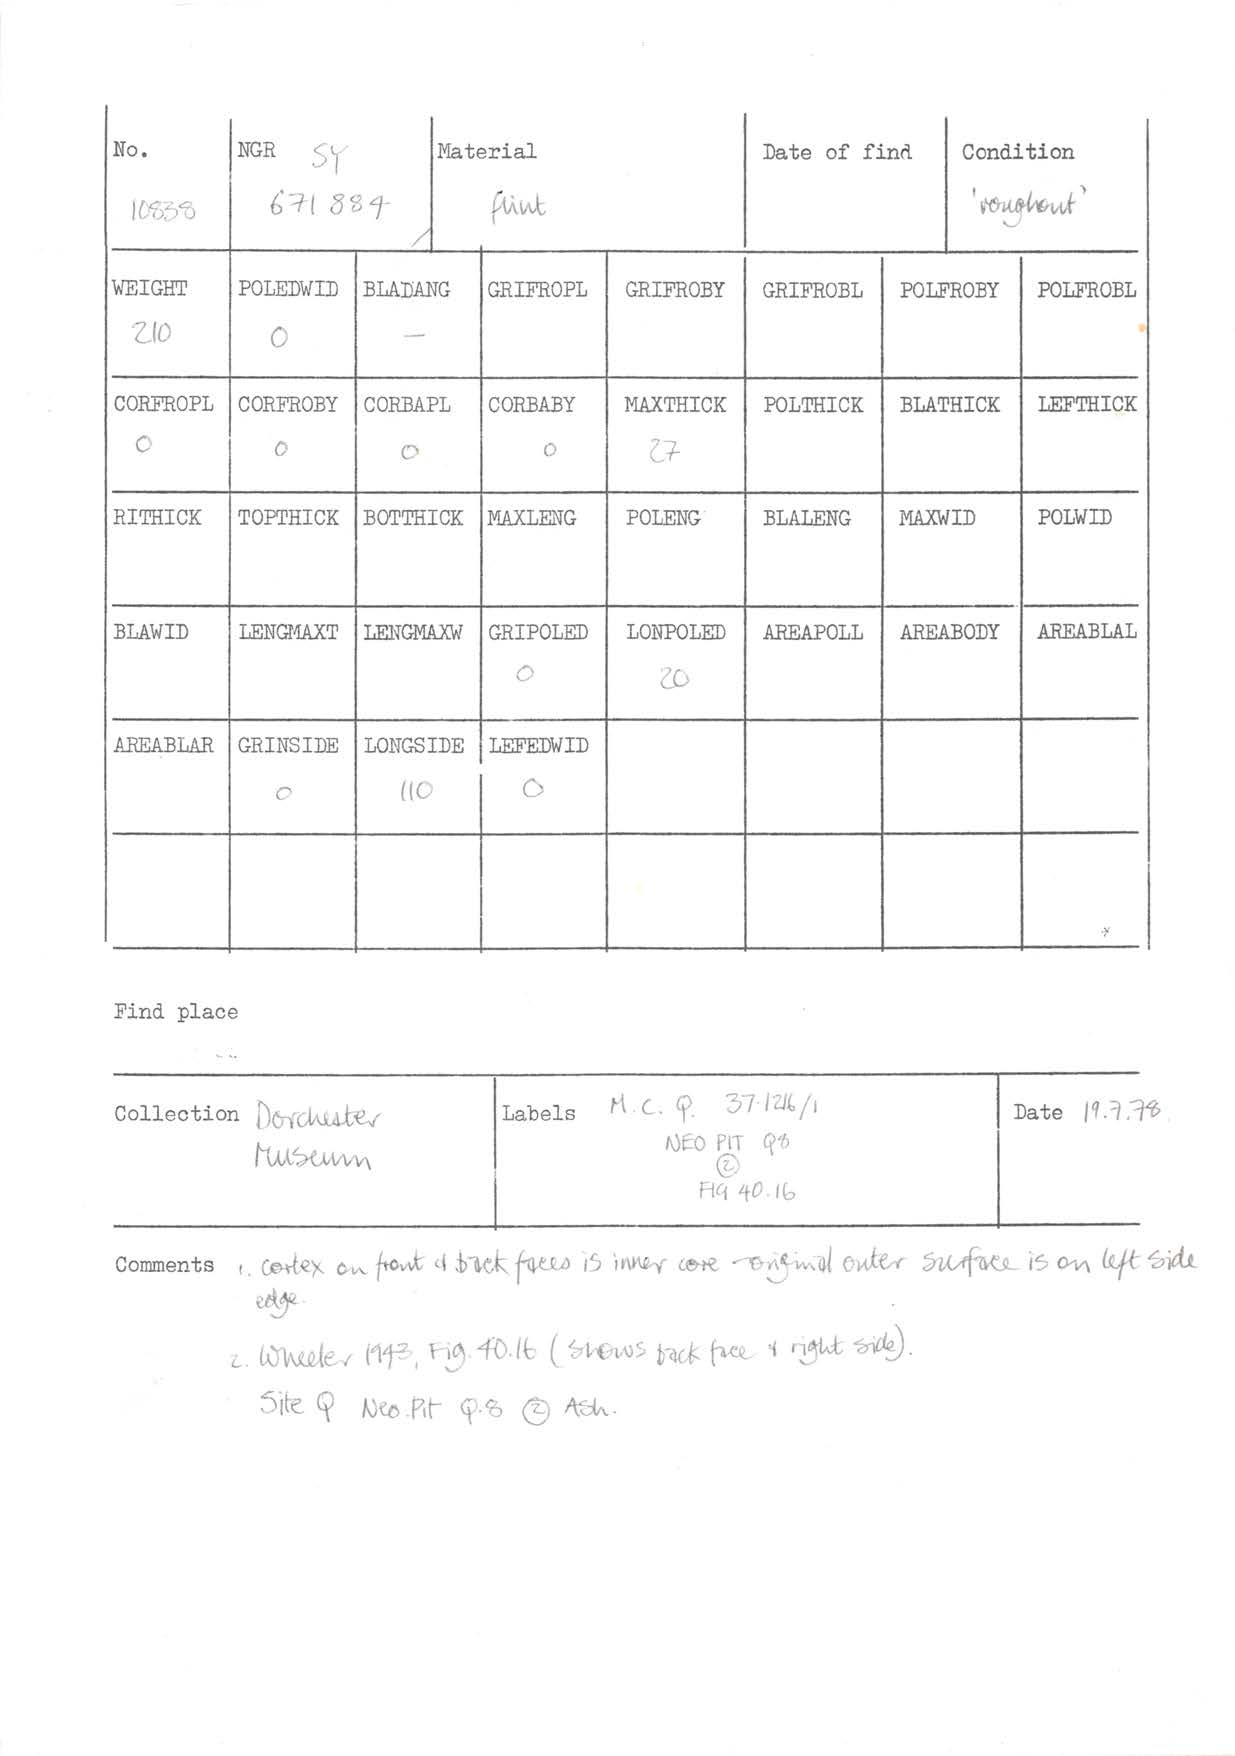 No. NGR SY Material Date of find Condition
10838 671 884 flint 'roughout'
WEIGHT POLEDWID BLADANG GRIFROPL GRIFROBY GRIFROBL POLFROBY POLFROBL
210 0 —
CORFROPL CORFROBY CORBAPL CORBABY MAXTHICK POLTHICK BLATHICK LEFTHICK
0 0 0 0 27
RITHICK TOPTHICK BOTTHICK MAXLENG POLENG BLALENG MAXWID POLWID
BLAWID LENGMAXT LENGMAXW GRIPOLED LONPOLED AREAPOLL AREABODY AREABLAL
0 20
AREABLAR GRINSIDE LONGSIDE LEFEDWID
0 110 0
Find place
Collection Dorchester Museum
Labels M.C. Q. 37.1216/1
NEO PIT Q8
②
FIG 40.16
Date 19.7.78
Comments 1. Cortex on front & back faces is inner core - original outer surface is on left side
edge.
2. Wheeler 1943, Fig. 40.16 (shows back face & right side).
Site Q Neo. Pit Q.8 ② Ash.